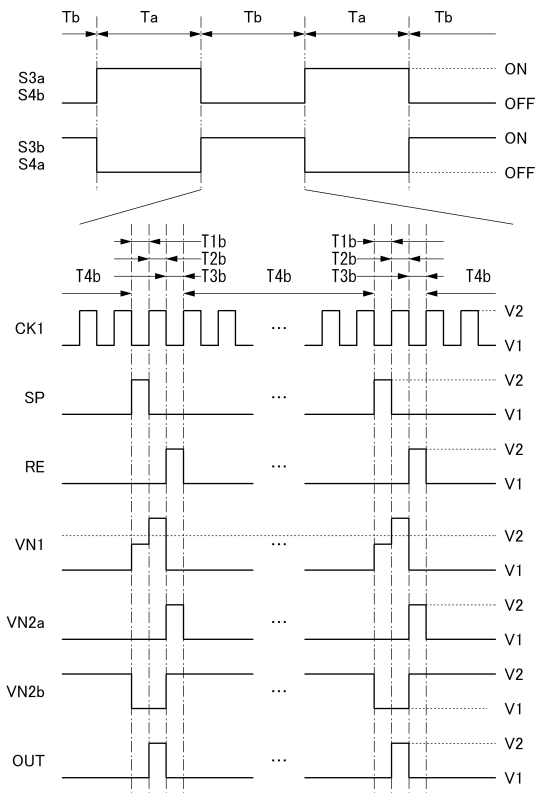 Tb Ta Tb Ta Tb
S3a ON
S4b OFF
S3b ON
S4a OFF
T1b T1b
T2b T2b
T4b T3b T4b T3b T4b
CK1 ... V2
V1
SP ... V2
V1
RE ... V2
V1
VN1 ... V2
V1
VN2a ... V2
V1
VN2b ... V2
V1
OUT ... V2
V1